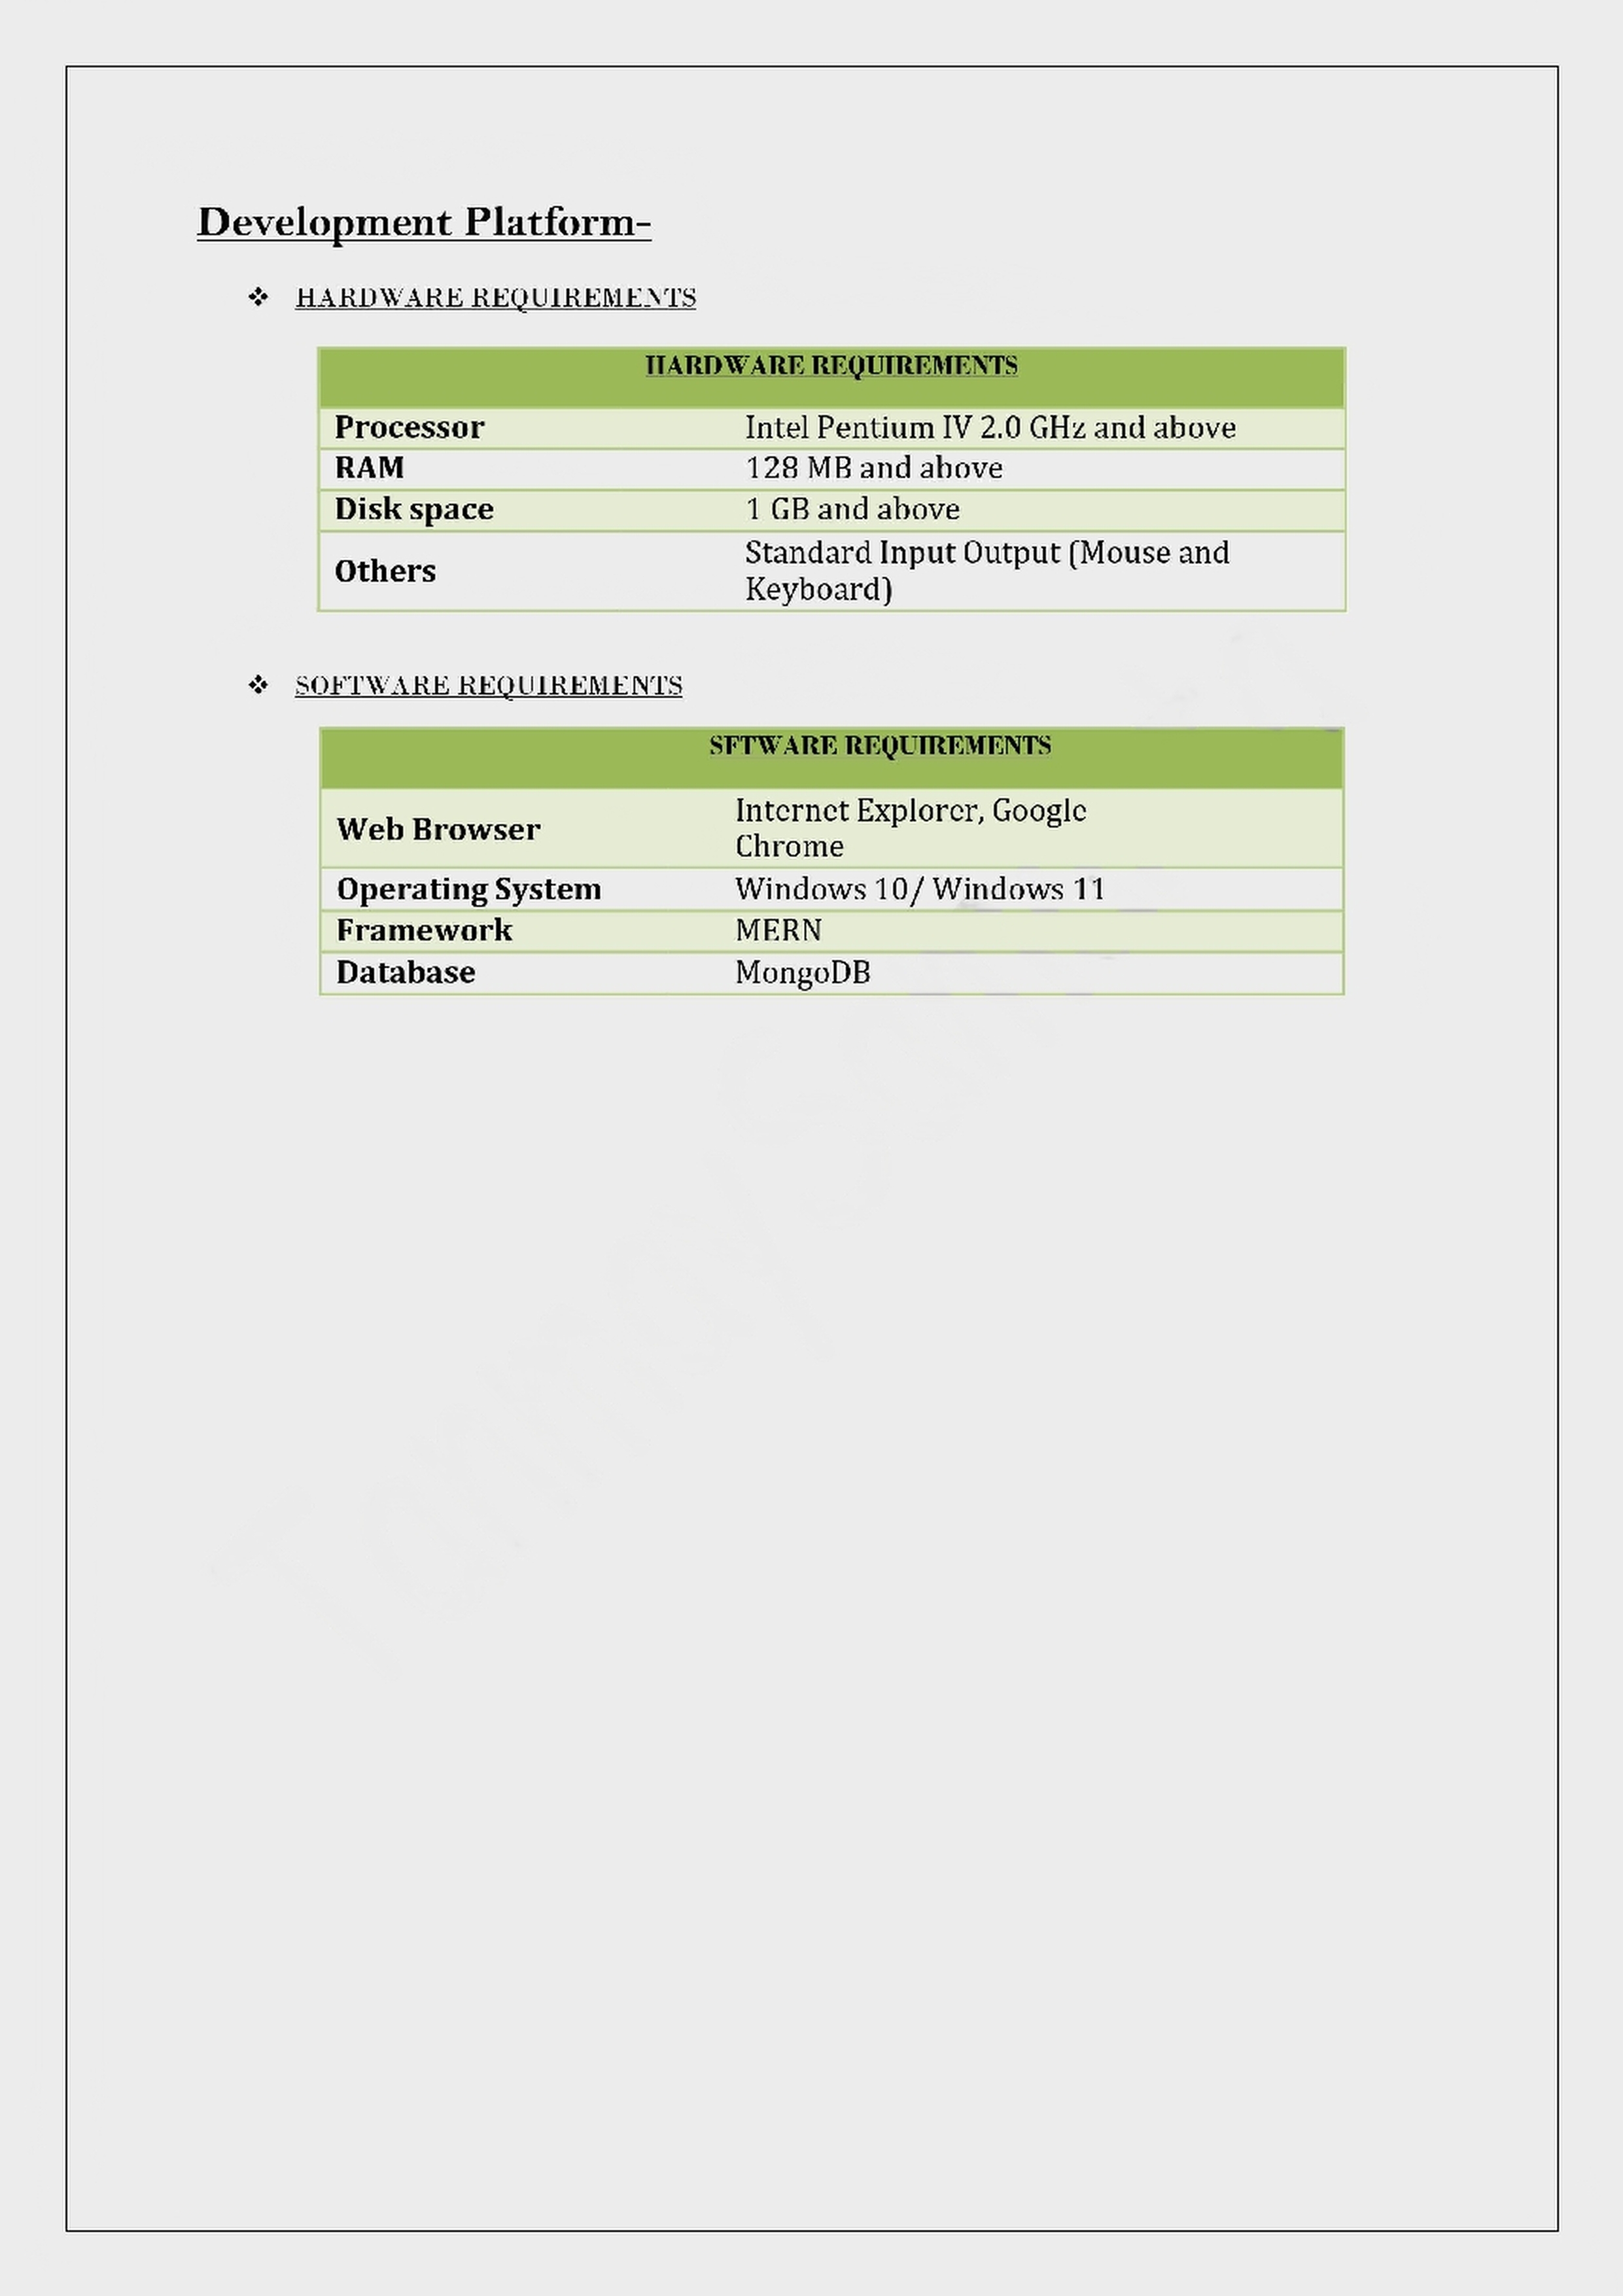 Development Platform-
❖ HARDWARE REQUIREMENTS
HARDWARE REQUIREMENTS
Processor Intel Pentium IV 2.0 GHz and above
RAM 128 MB and above
Disk space 1 GB and above
Others Standard Input Output (Mouse and
Keyboard)
❖ SOFTWARE REQUIREMENTS
SFTWARE REQUIREMENTS
Web Browser Internet Explorer, Google
Chrome
Operating System Windows 10/ Windows 11
Framework MERN
Database MongoDB